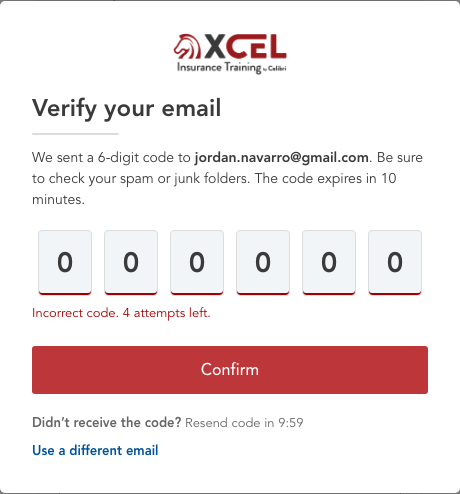 XCEL
Insurance Training by Colibri
Verify your email
We sent a 6-digit code to jordan.navarro@gmail.com. Be sure
to check your spam or junk folders. The code expires in 10
minutes.
0 0 0 0 0 0
Incorrect code. 4 attempts left.
Confirm
Didn’t receive the code? Resend code in 9:59
Use a different email